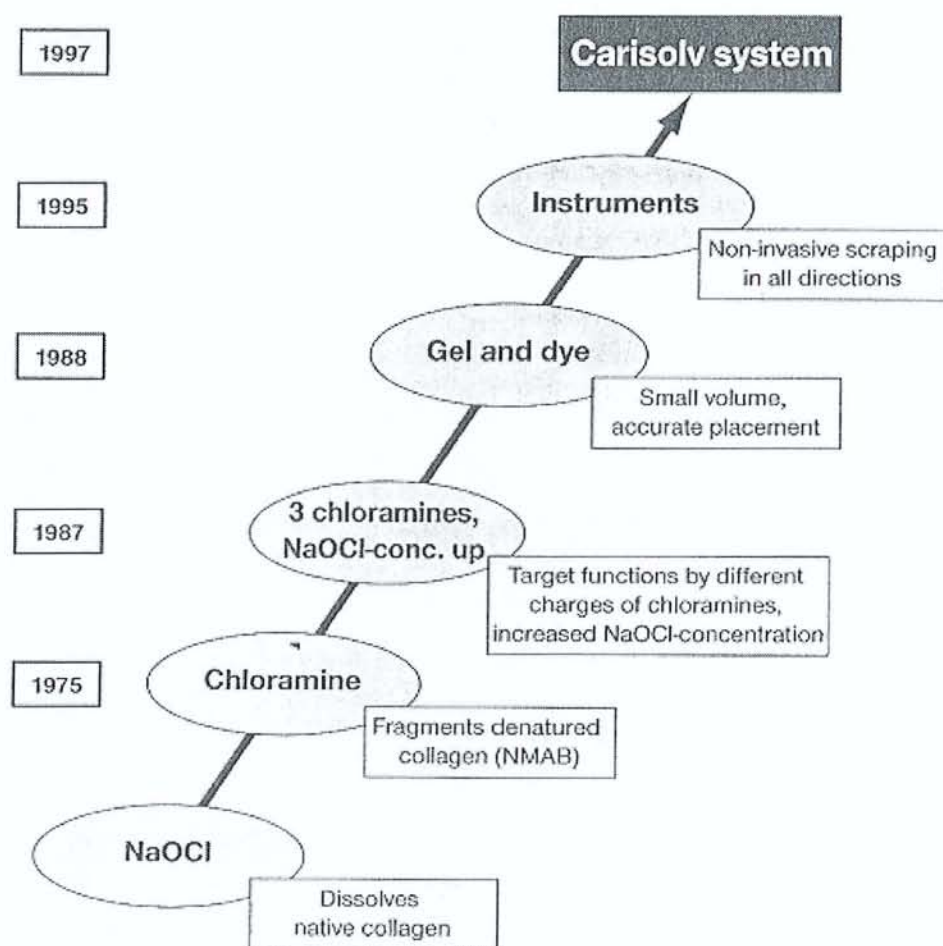 1997
Carisolv system
1995
Instruments
Non-invasive scraping
in all directions
1988
Gel and dye
Small volume,
accurate placement
1987
3 chloramines,
NaOCl-conc. up
Target functions by different
charges of chloramines,
increased NaOCl-concentration
1975
Chloramine
Fragments denatured
collagen (NMAB)
NaOCl
Dissolves
native collagen